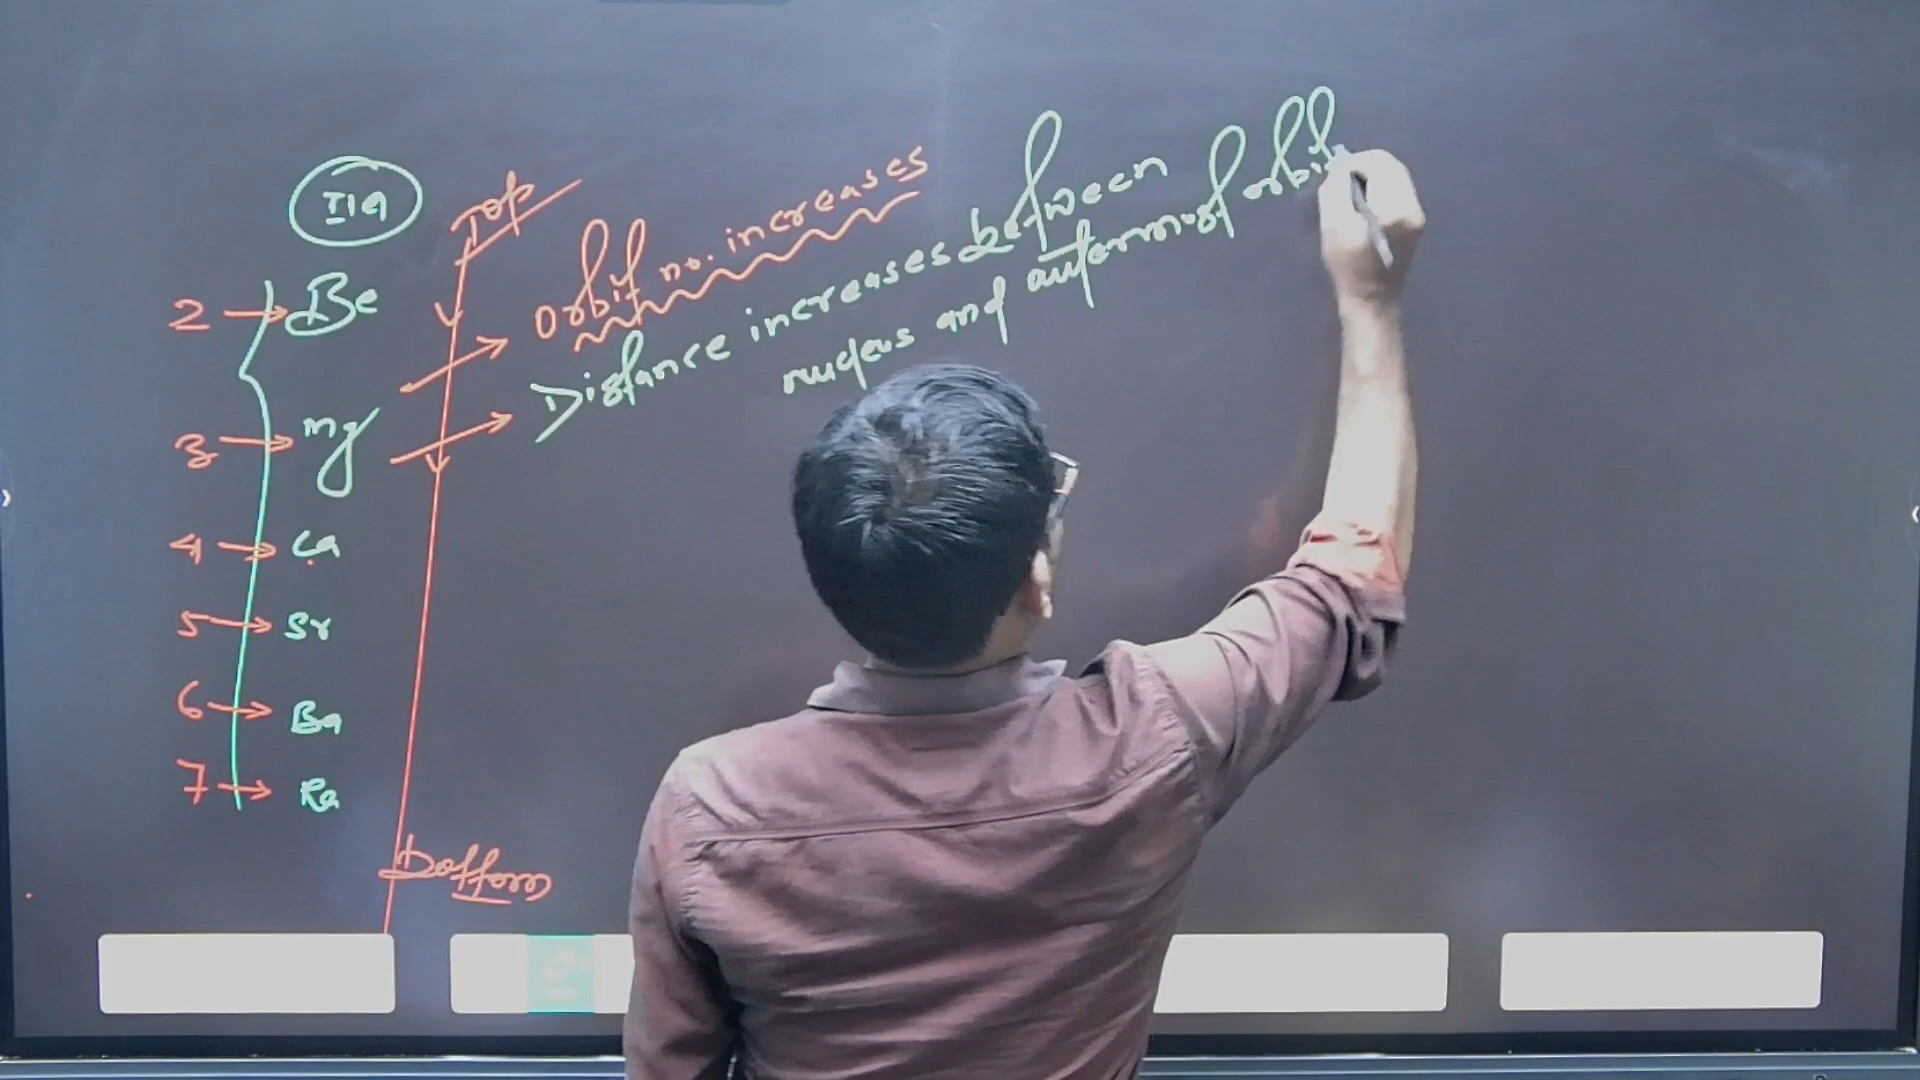 IIA
TOP
orbit no. increases
Distance increases between
nucleus and outermost orbit
2 → Be
3 → Mg
4 → Ca
5 → Sr
6 → Ba
7 → Ra
Bottom